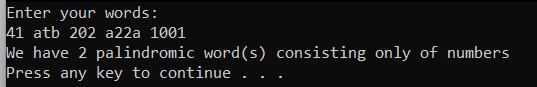 Enter your words:
41 atb 202 a22a 1001
We have 2 palindromic word(s) consisting only of numbers
Press any key to continue . . .